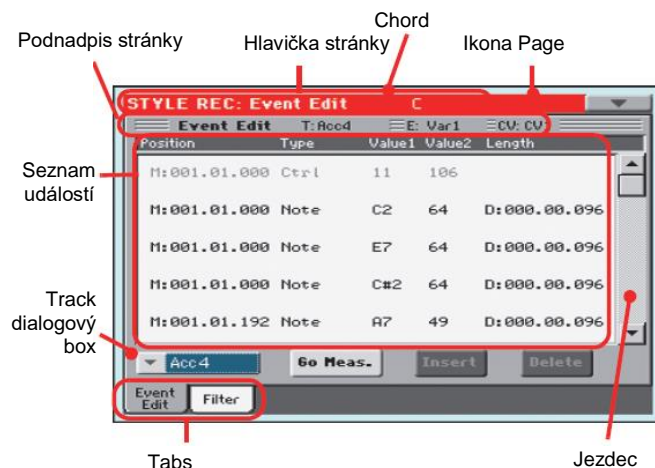 Chord
Podnadpis stránky
Hlavička stránky
Ikona Page
STYLE REC: Event Edit C
Event Edit T:Acc4 E: Var1 CV: CV
Position Type Value1 Value2 Length
Seznam
událostí
M:001.01.000 Ctrl 11 106
M:001.01.000 Note C2 64 D:000.00.096
M:001.01.000 Note E7 64 D:000.00.096
M:001.01.000 Note C#2 64 D:000.00.096
M:001.01.192 Note A7 49 D:000.00.096
Track
dialogový
box
Acc4 Go Meas. Insert Delete
Event
Edit
Filter
Tabs
Jezdec